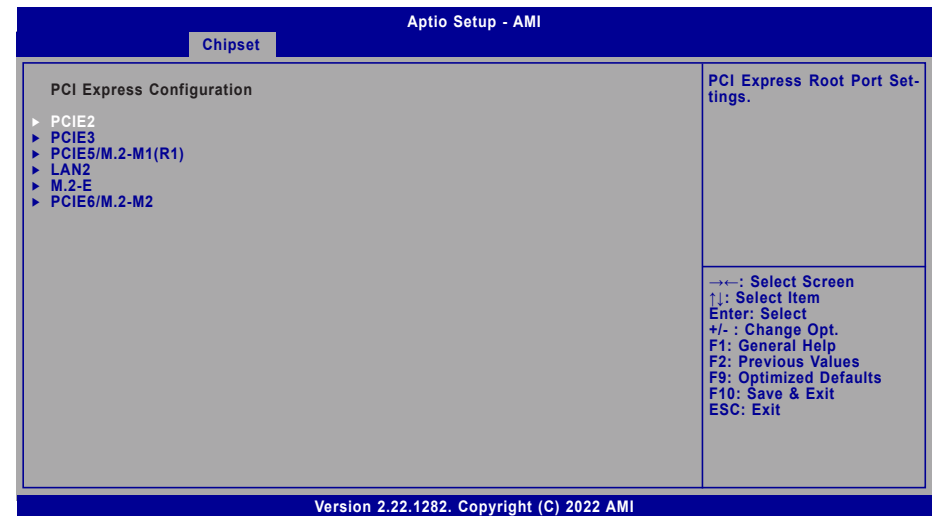 Aptio Setup - AMI
Chipset
PCI Express Configuration
▶ PCIE2
▶ PCIE3
▶ PCIE5/M.2-M1(R1)
▶ LAN2
▶ M.2-E
▶ PCIE6/M.2-M2
PCI Express Root Port Set-
tings.
→←: Select Screen
↑↓: Select Item
Enter: Select
+/- : Change Opt.
F1: General Help
F2: Previous Values
F9: Optimized Defaults
F10: Save & Exit
ESC: Exit
Version 2.22.1282. Copyright (C) 2022 AMI